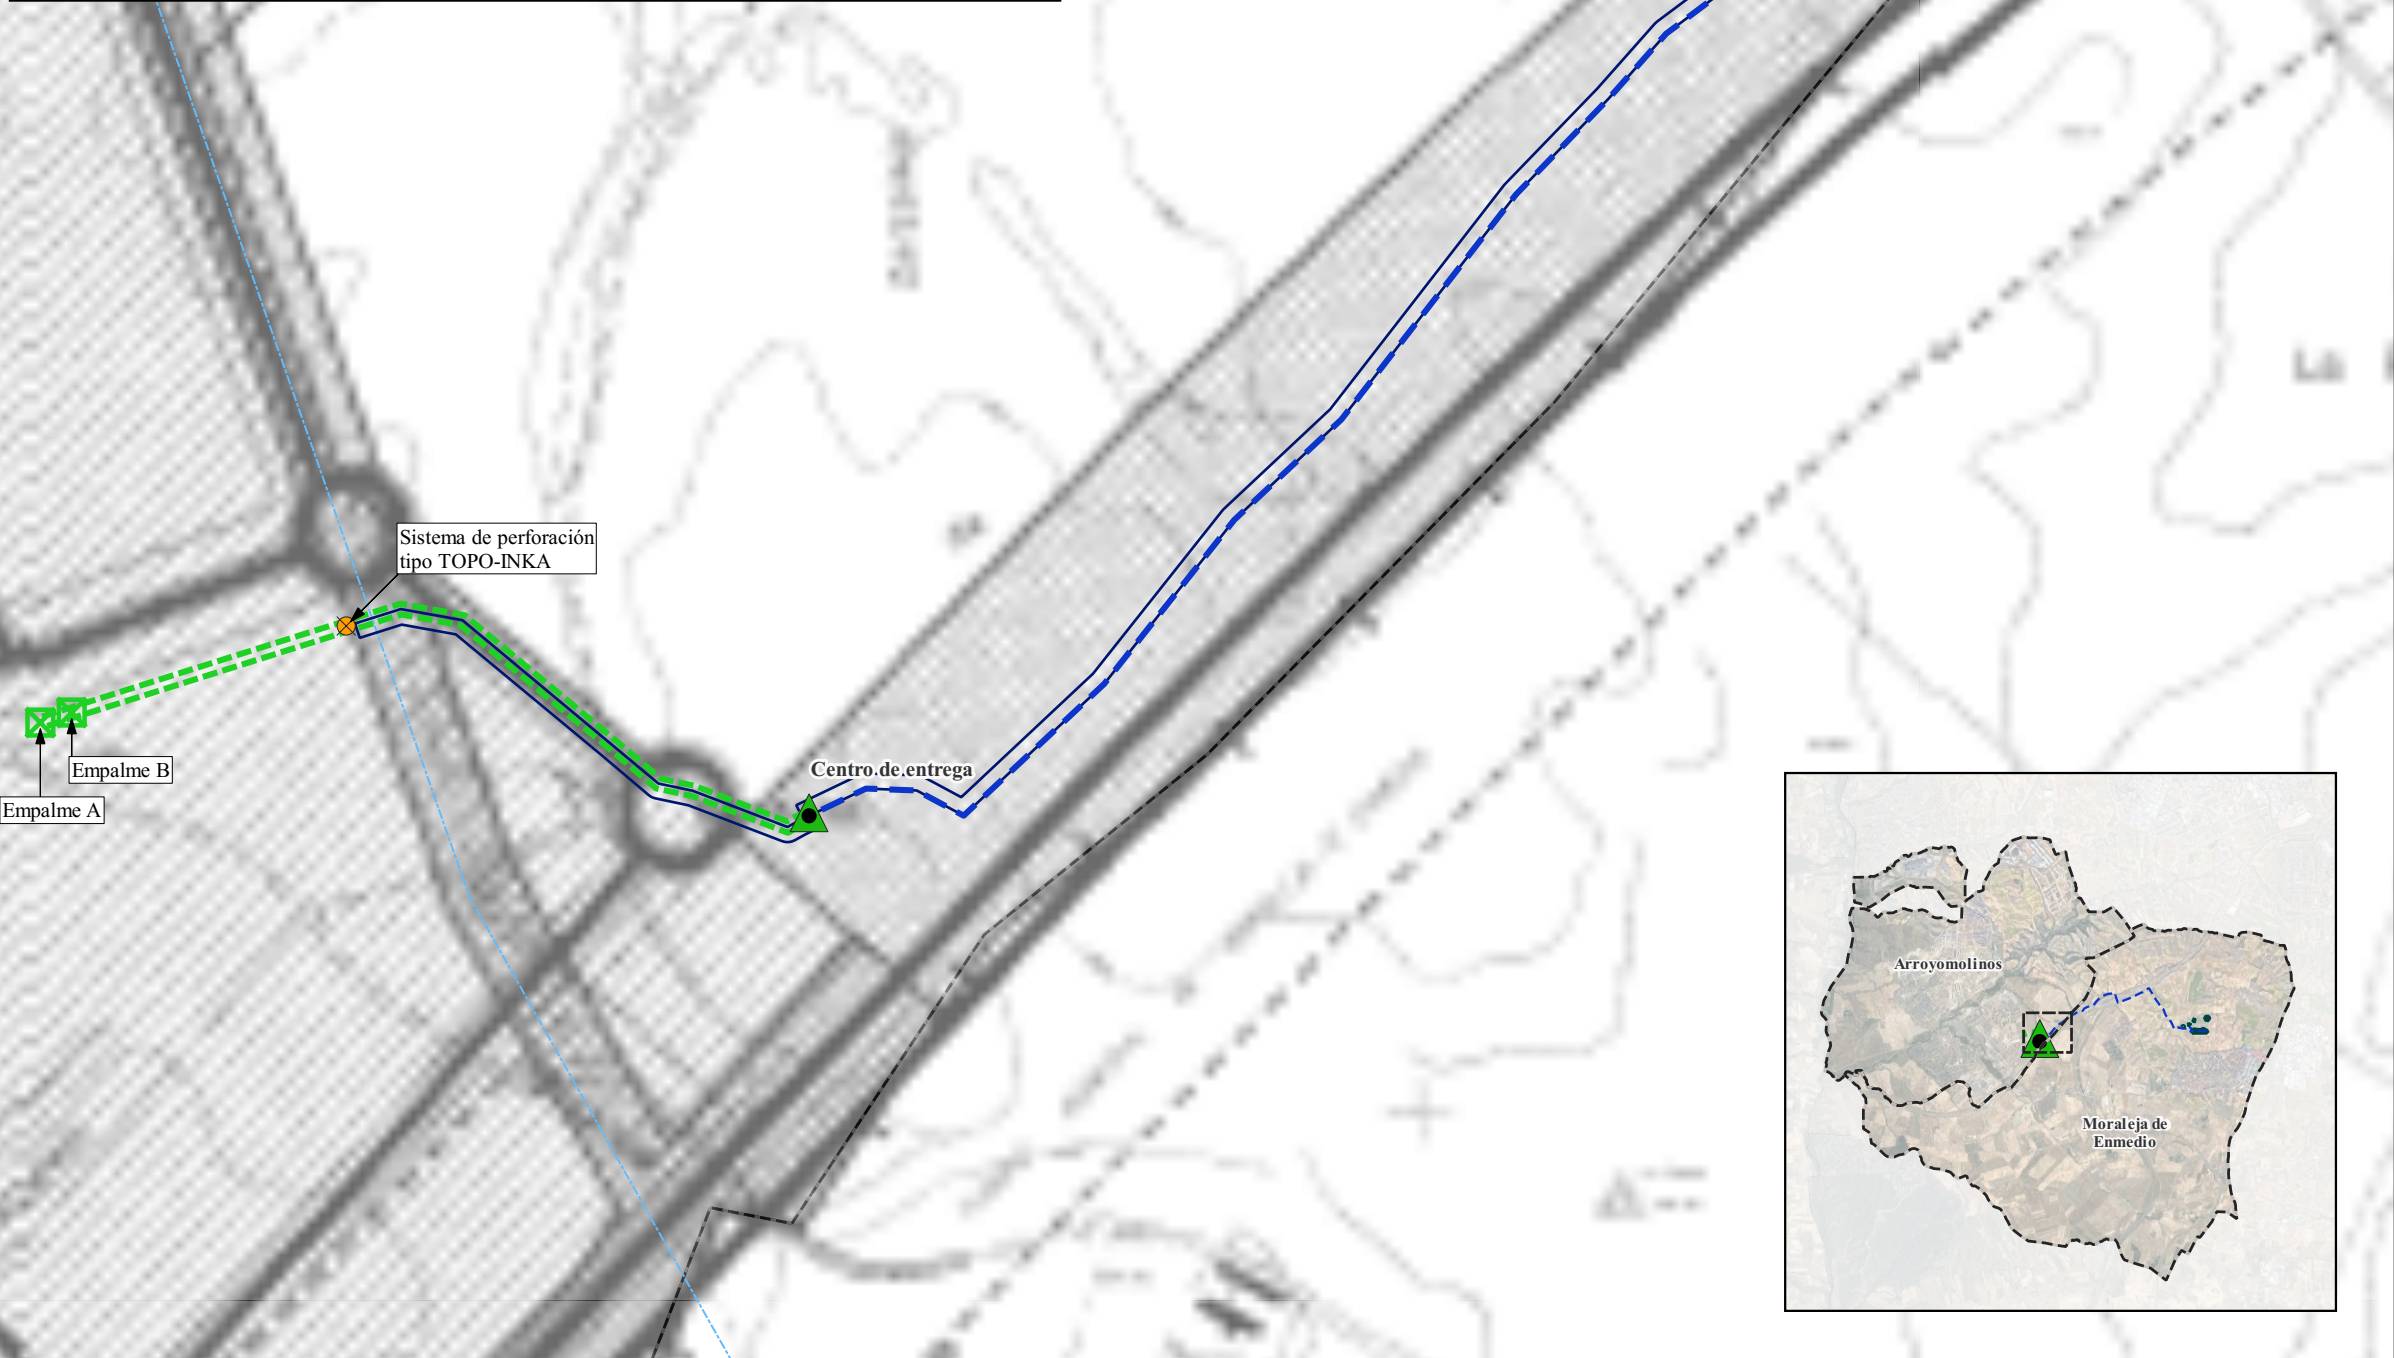 Sistema de perforación
tipo TOPO-INKA
Empalme B
Empalme A
Centro de entrega
Arroyomolinos
Moraleja de
Enmedio